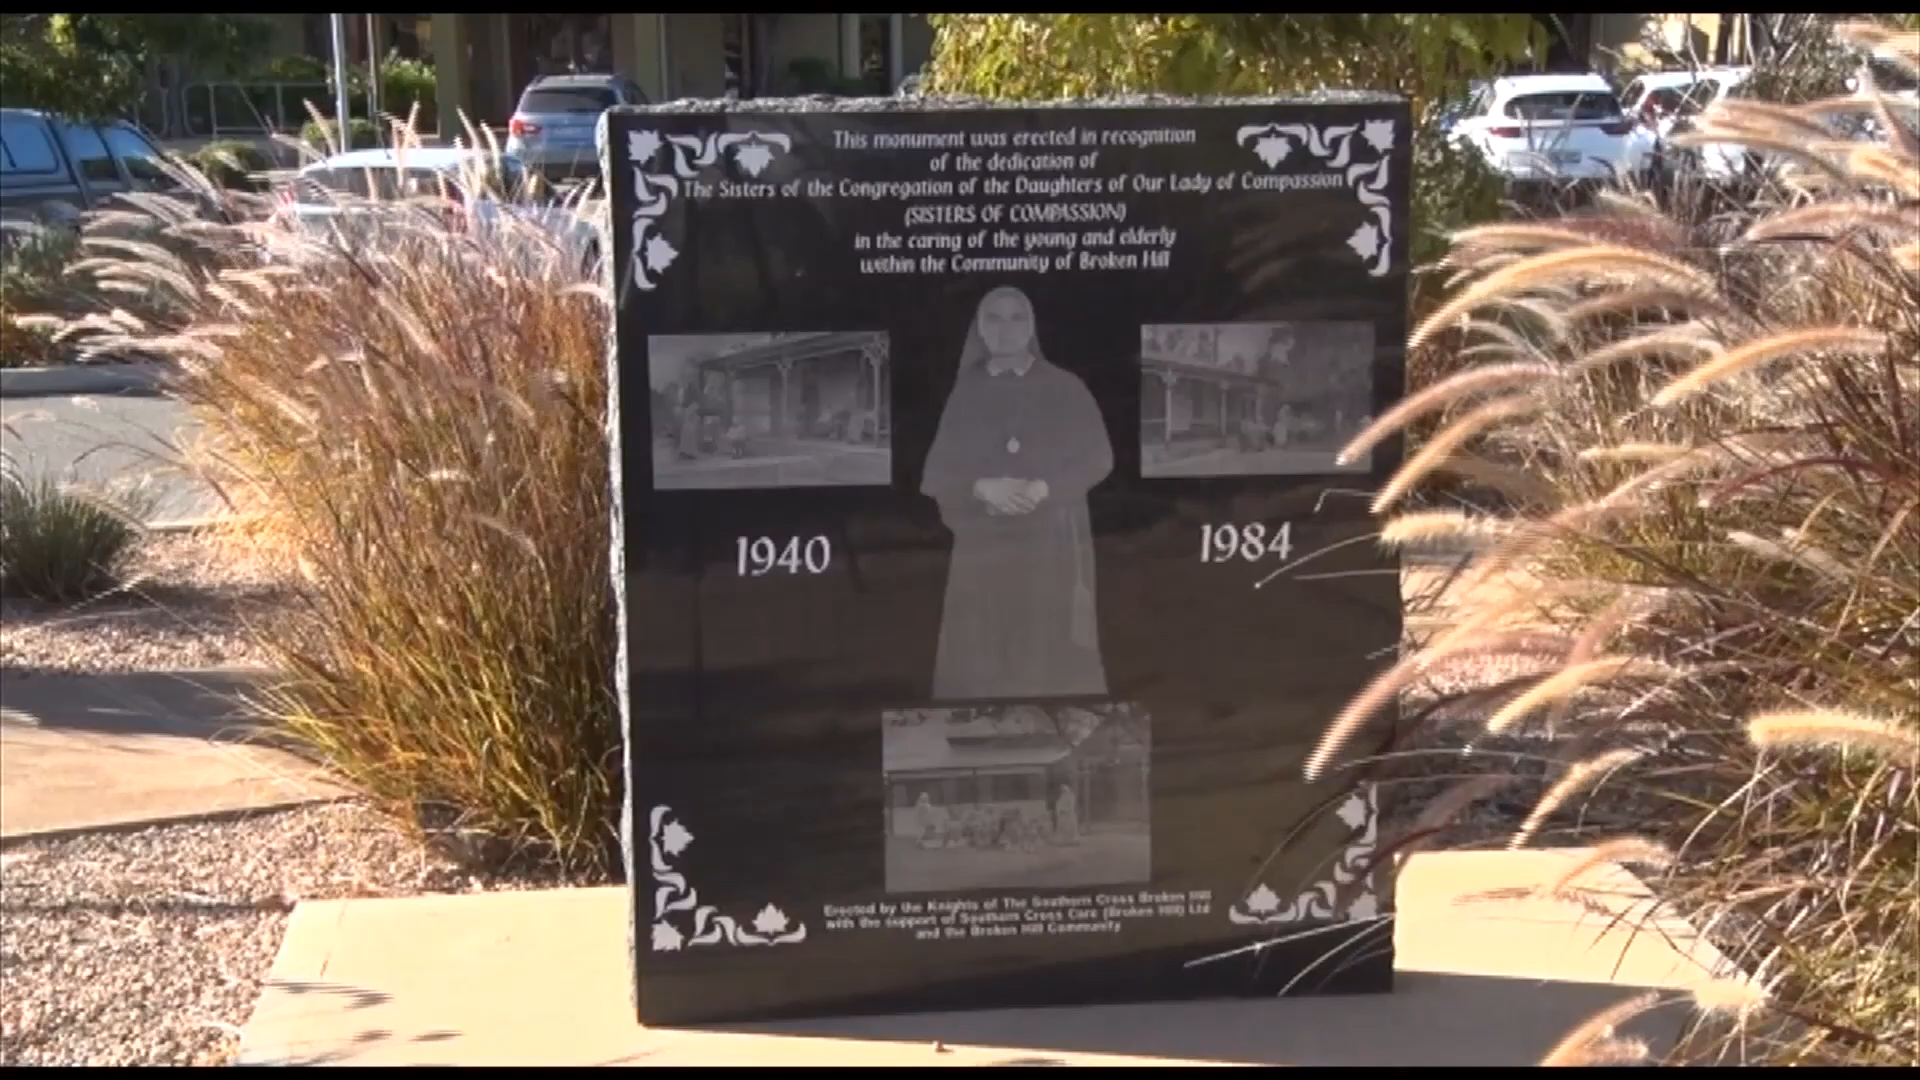 This monument was erected in recognition
of the dedication of
The Sisters of the Congregation of the Daughters of Our Lady of Compassion
(SISTERS OF COMPASSION)
in the caring of the young and elderly
within the Community of Broken Hill
1940
1984
Erected by the Knights of The Southern Cross Broken Hill
with the support of Southern Cross Care (Broken Hill) Ltd
and the Broken Hill Community